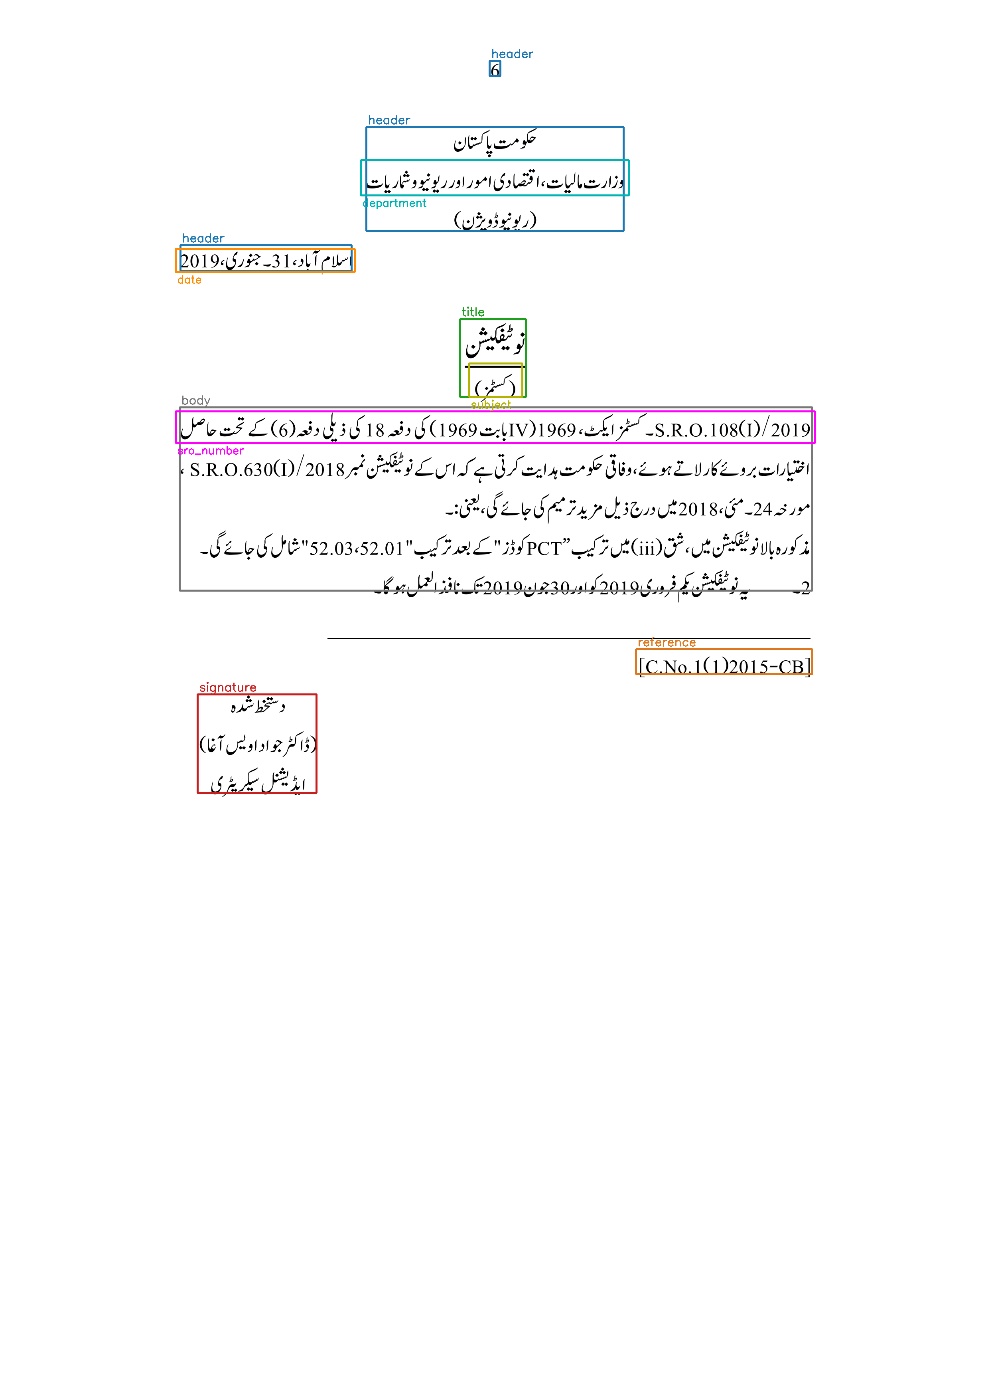 header
6
header
حکومت پاکستان
وزارت مالیات، اقتصادی امور اور ریونیو و شماریات
department
(ریونیو ڈویژن)
header
اسلام آباد، 31۔ جنوری، 2019
date
title
نوٹیفکیشن
(کسٹمز)
subject
body
S.R.O.108(I)/2019۔ کسٹمز ایکٹ، 1969(IV بابت 1969) کی دفعہ 18 کی ذیلی دفعہ (6) کے تحت حاصل
sro_number
اختیارات بروئے کار لاتے ہوئے، وفاقی حکومت ہدایت کرتی ہے کہ اس کے نوٹیفکیشن نمبر S.R.O.630(I)/2018 ،
مورخہ 24۔ مئی، 2018 میں درج ذیل مزید ترمیم کی جائے گی، یعنی:۔
مذکورہ بالا نوٹیفکیشن میں، شق (iii) میں ترکیب ”PCT کوڈز" کے بعد ترکیب "52.03،52.01" شامل کی جائے گی۔
2۔ یہ نوٹیفکیشن یکم فروری 2019 کو اور 30 جون 2019 تک نافذ العمل ہو گا۔
reference
[C.No.1(1)2015-CB]
signature
دستخط شدہ
(ڈاکٹر جواد اویس آغا)
ایڈیشنل سیکریٹری